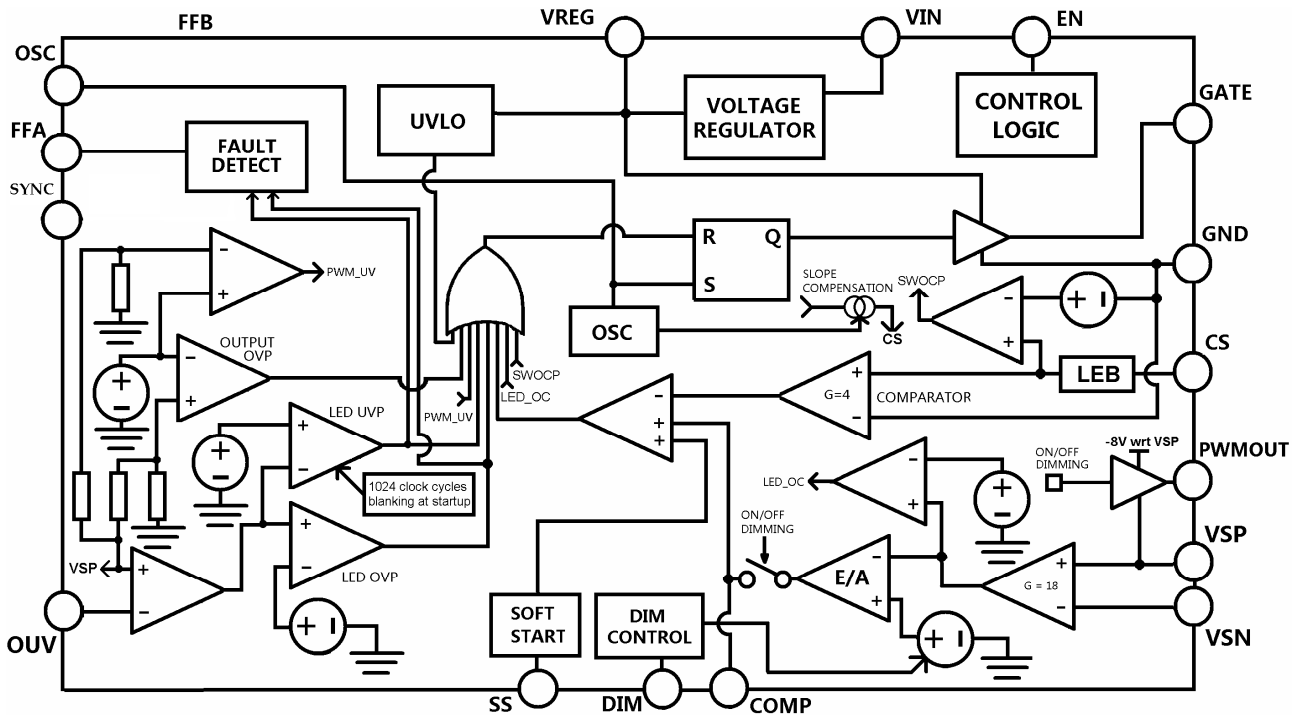 FFB
VREG
VIN
EN
OSC
FFA
SYNC
FAULT
DETECT
UVLO
VOLTAGE
REGULATOR
CONTROL
LOGIC
GATE
GND
R
Q
S
OSC
SLOPE
COMPENSATION
CS
SWOCP
-
+
+
-
+
PWM_UV
OUTPUT
OVP
-
+
+
-
SWOCP
LED_OC
PWM_UV
-
+
+
G=4
+
-
COMPARATOR
LEB
CS
LED UVP
+
-
+
-
1024 clock cycles
blanking at startup
LED_OC
-
+
+
-
ON/OFF
DIMMING
-8V wrt VSP
PWMOUT
VSP
+
-
+
-
LED OVP
+
-
ON/OFF
DIMMING
E/A
-
+
G = 18
+
-
VSP
VSN
OUV
SOFT
START
DIM
CONTROL
+
-
SS
DIM
COMP